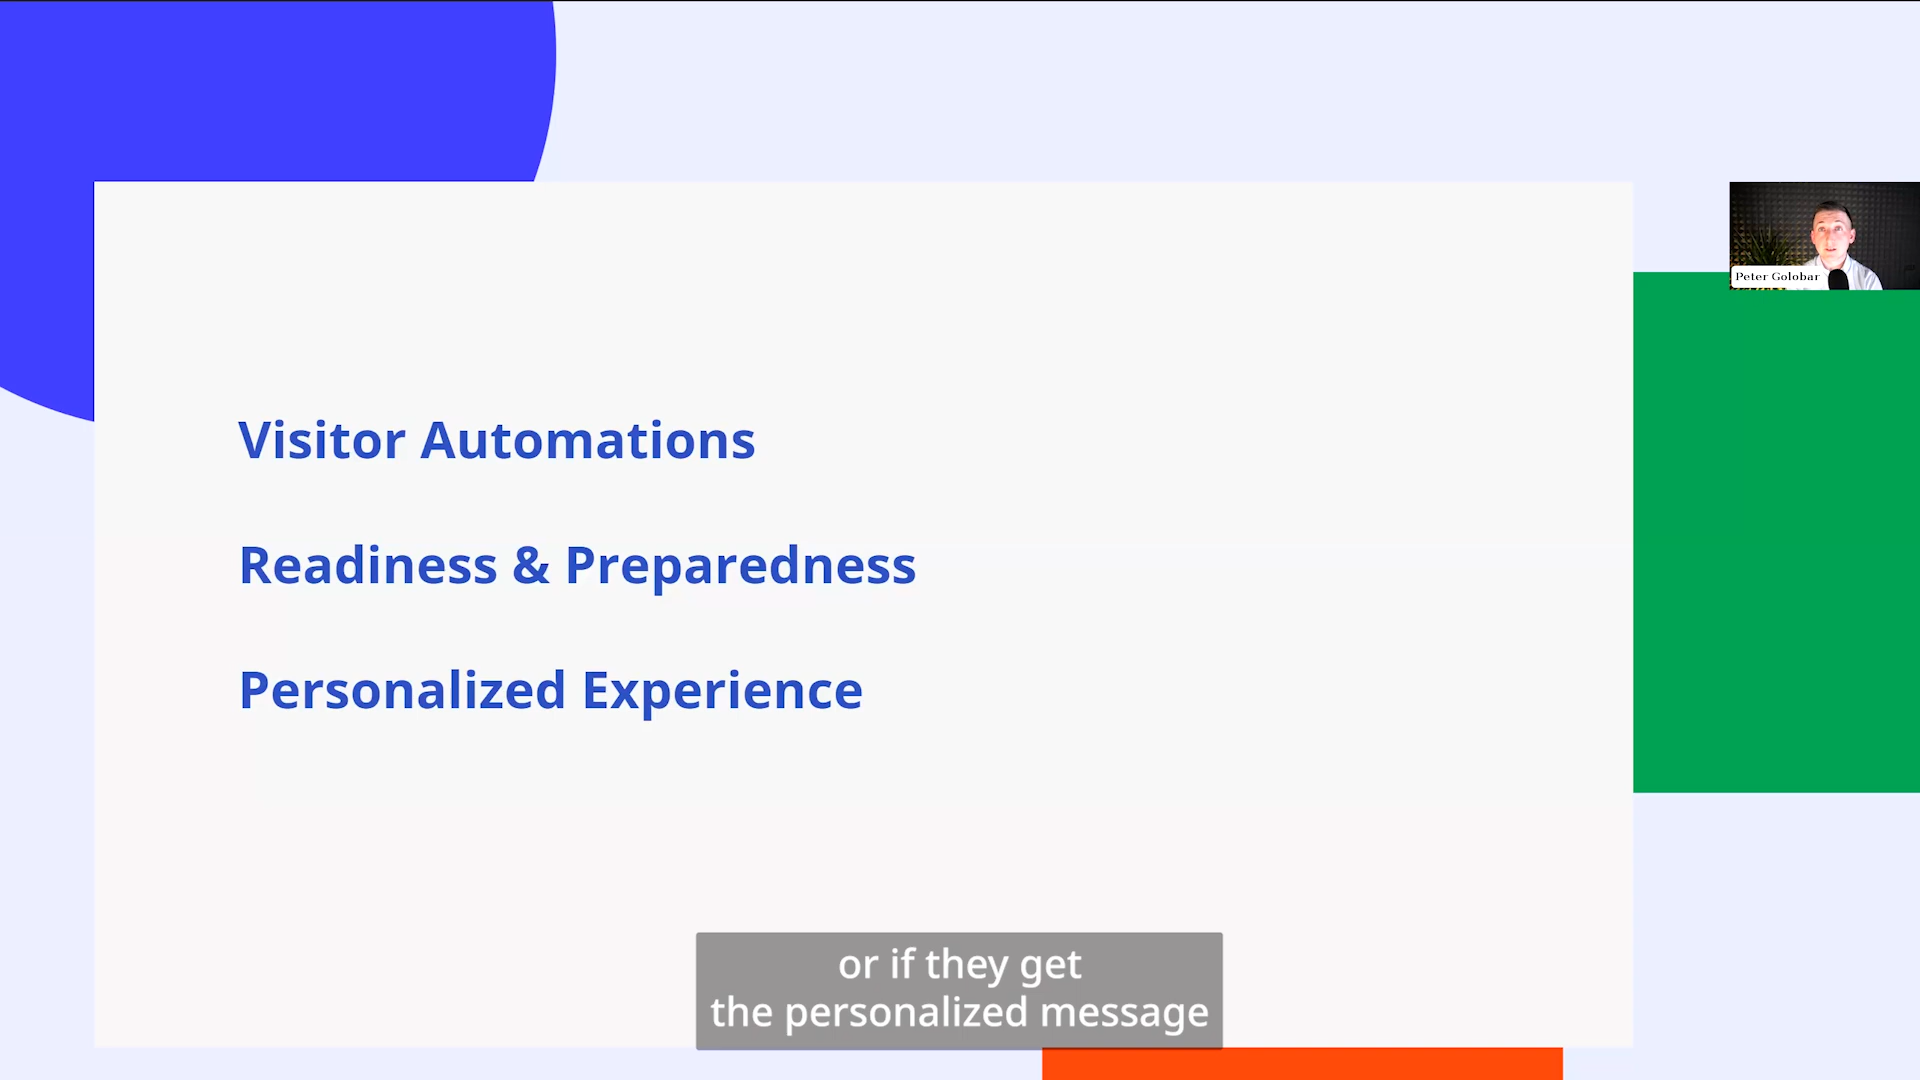 Peter Golobar
Visitor Automations
Readiness & Preparedness
Personalized Experience
or if they get
the personalized message